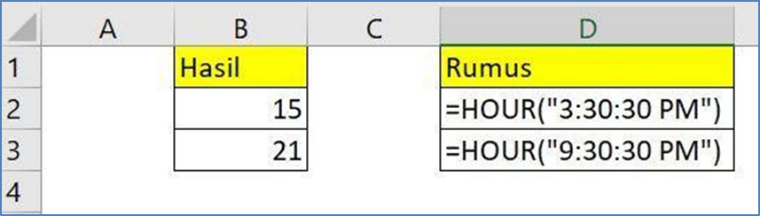 A B C D
1 Hasil Rumus
2 15 =HOUR("3:30:30 PM")
3 21 =HOUR("9:30:30 PM")
4